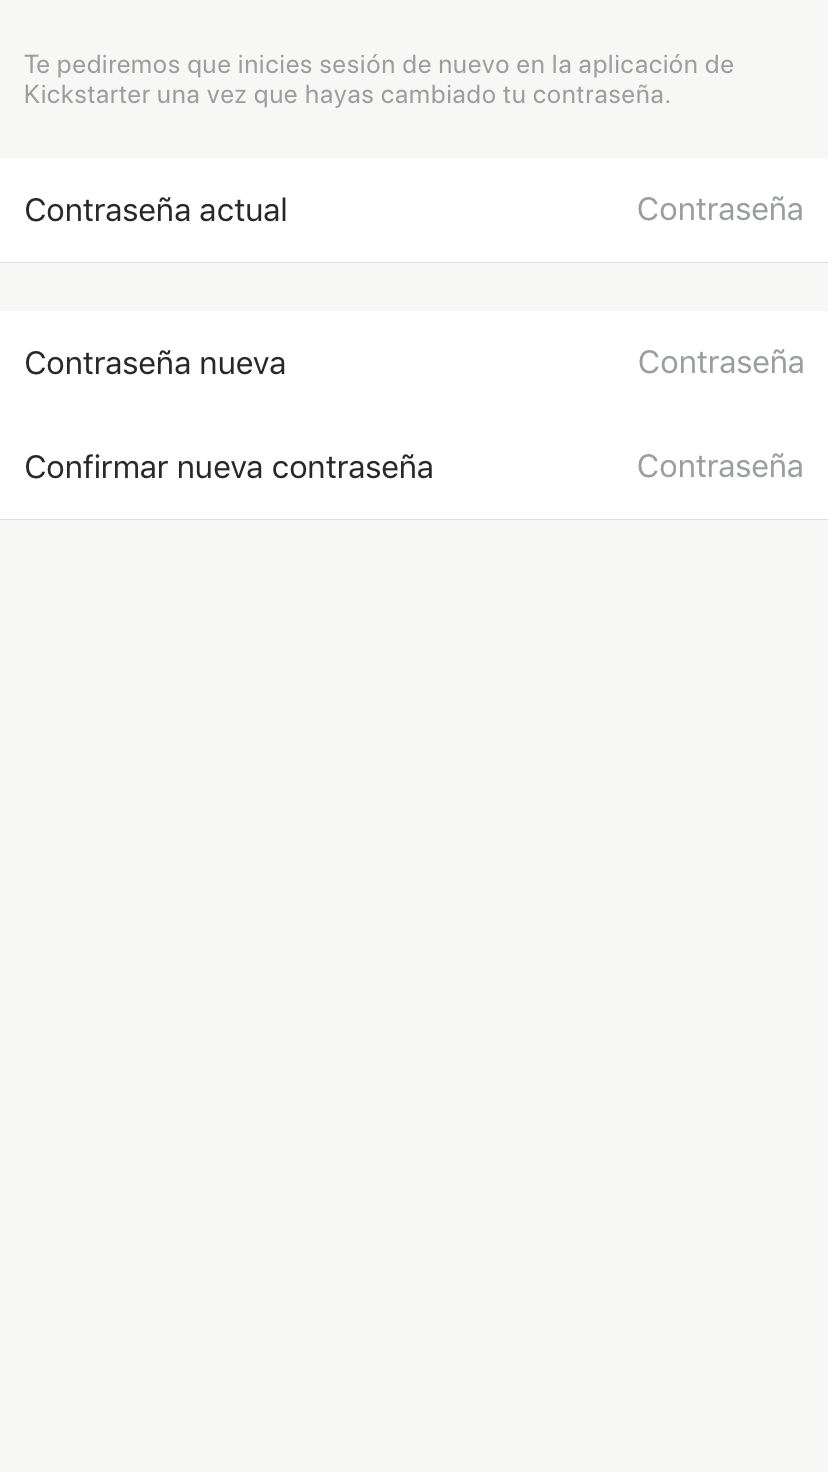 Te pediremos que inicies sesión de nuevo en la aplicación de
Kickstarter una vez que hayas cambiado tu contraseña.
Contraseña actual Contraseña
Contraseña nueva Contraseña
Confirmar nueva contraseña Contraseña